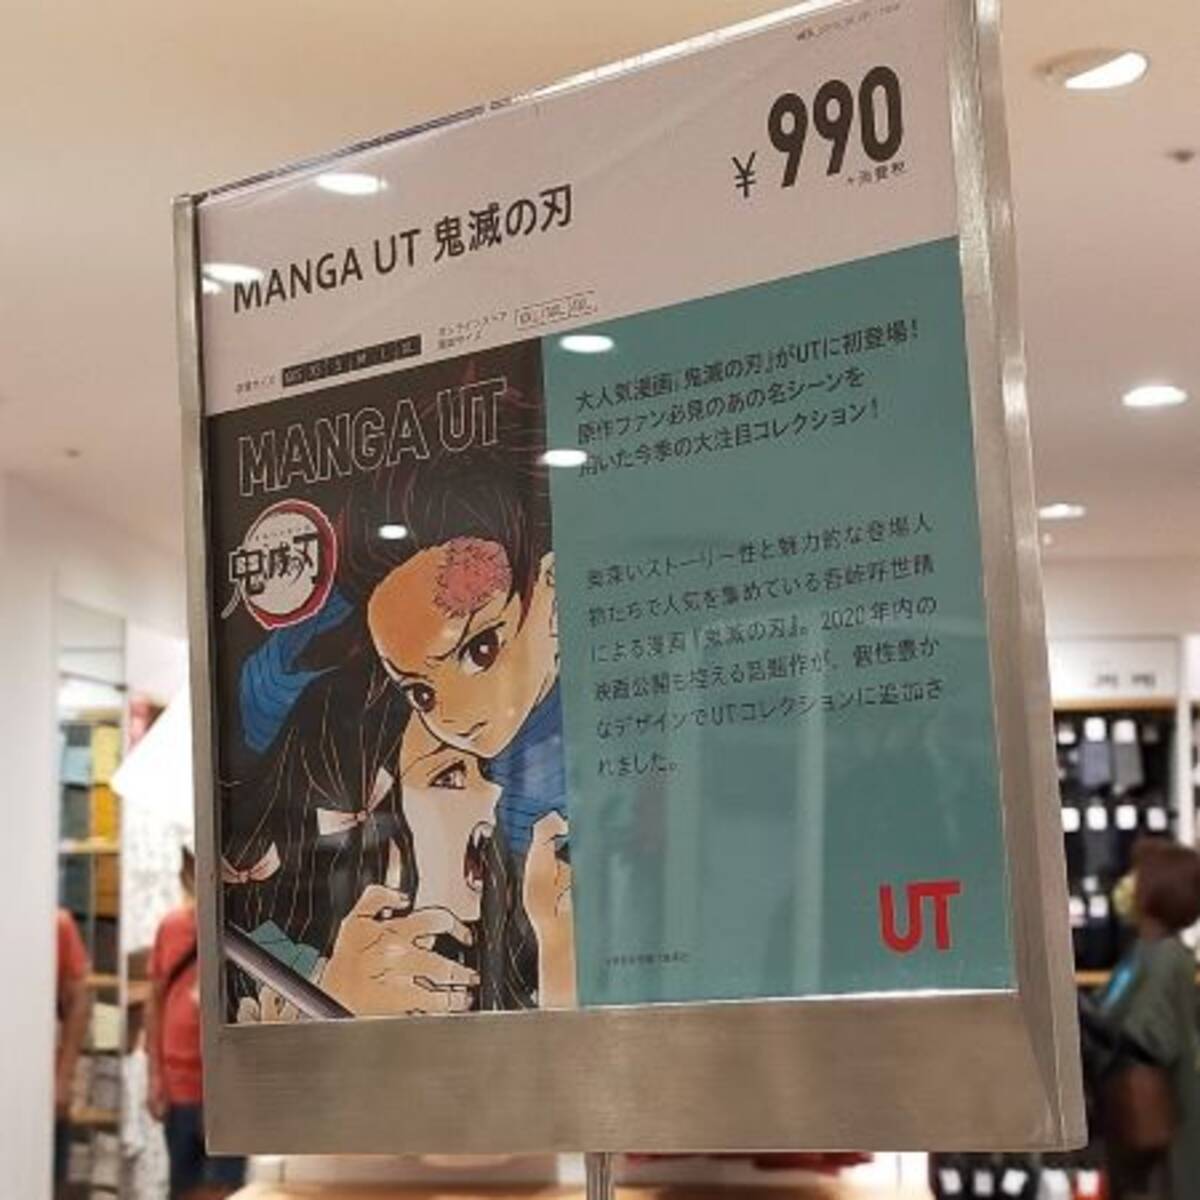 ¥990
+消費税
MANGA UT 鬼滅の刃
MANGA UT
鬼滅の刃
大人気漫画『鬼滅の刃』がUTに初登場!
原作ファン必見のあの名シーンを
用いた今季の大注目コレクション!
奥深いストーリー性と魅力的な登場人
物たちで人気を集めている吾峠呼世晴
による漫画『鬼滅の刃』。2020年内の
映画公開も控える話題作が、個性豊か
なデザインでUTコレクションに追加さ
れました。
UT